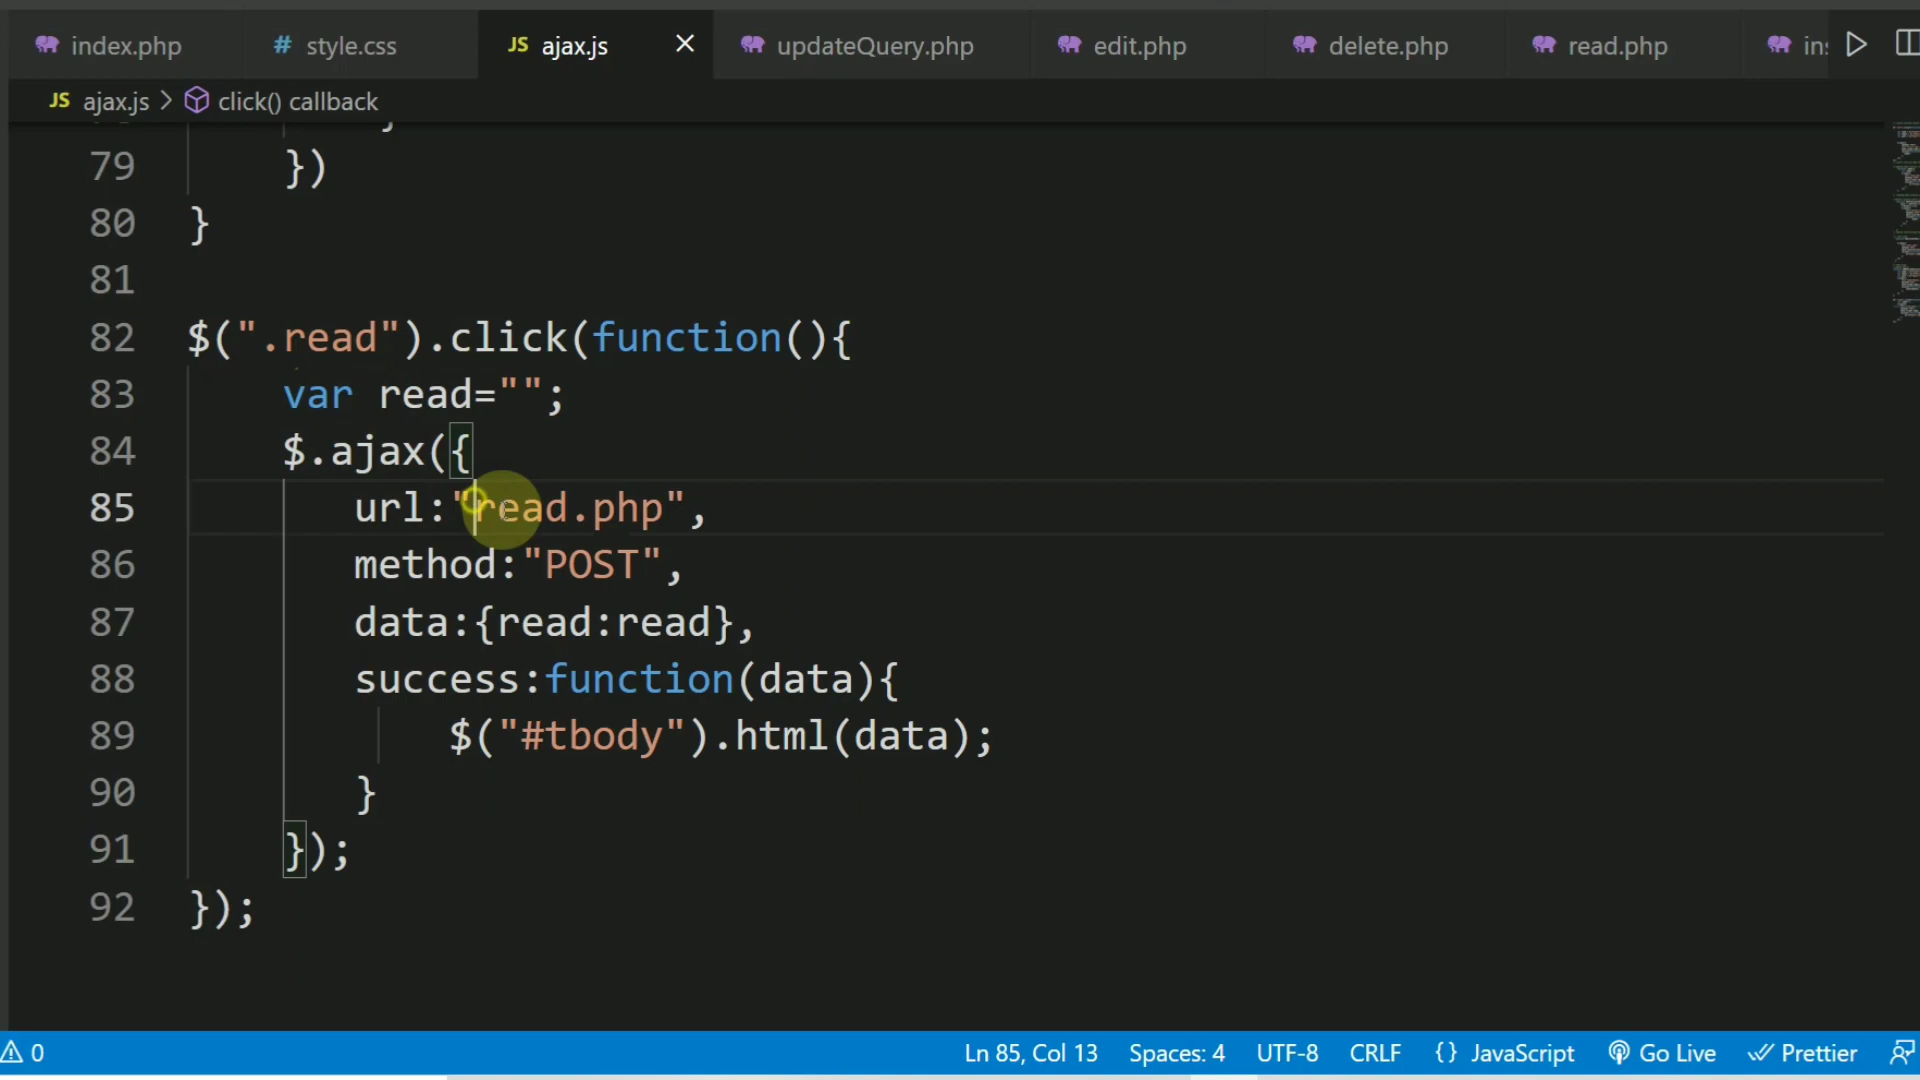 index.php
# style.css
JS ajax.js
updateQuery.php
edit.php
delete.php
read.php
JS ajax.js > click() callback
79 })
80 }
81
82 $(".read").click(function(){
83 var read="";
84 $.ajax({
85 url:"read.php",
86 method:"POST",
87 data:{read:read},
88 success:function(data){
89 $("#tbody").html(data);
90 }
91 });
92 });
0 Ln 85, Col 13 Spaces: 4 UTF-8 CRLF {} JavaScript Go Live Prettier